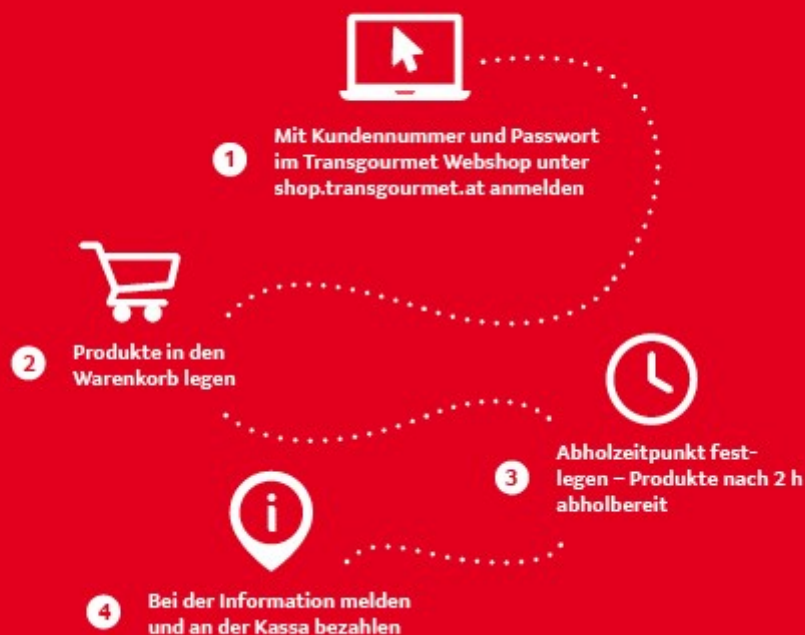 1
Mit Kundennummer und Passwort
im Transgourmet Webshop unter
shop.transgourmet.at anmelden
2
Produkte in den
Warenkorb legen
3
Abholzeitpunkt fest-
legen – Produkte nach 2 h
abholbereit
i
4
Bei der Information melden
und an der Kassa bezahlen